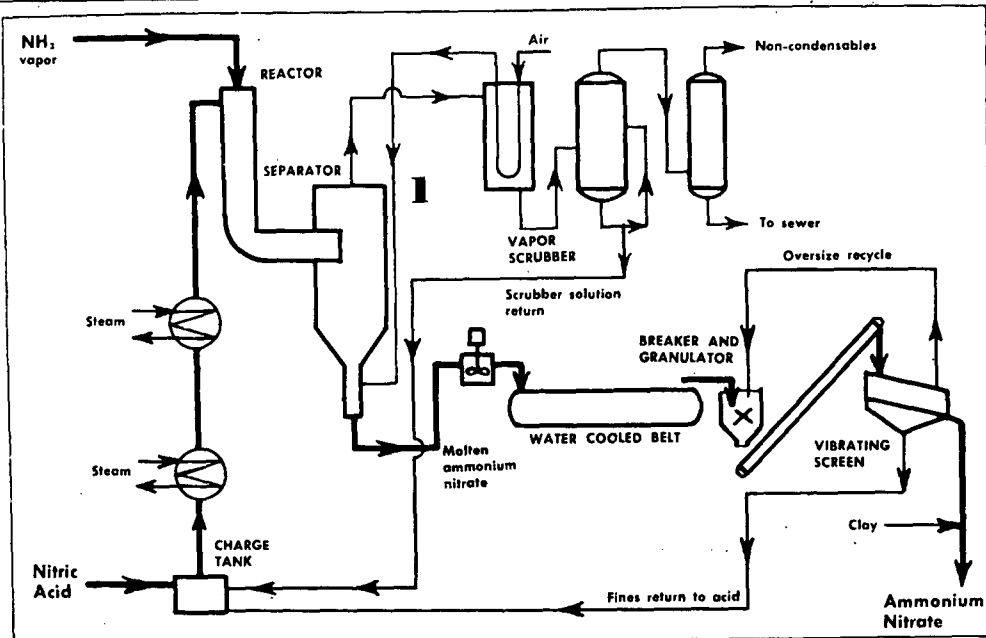 NH₃
vapor
REACTOR
Air
Non-condensables
SEPARATOR
I
To sewer
VAPOR
SCRUBBER
Oversize recycle
Scrubber solution
return
Steam
BREAKER AND
GRANULATOR
WATER COOLED BELT
Molten
ammonium
nitrate
VIBRATING
SCREEN
Steam
Clay
CHARGE
TANK
Nitric
Acid
Fines return to acid
Ammonium
Nitrate